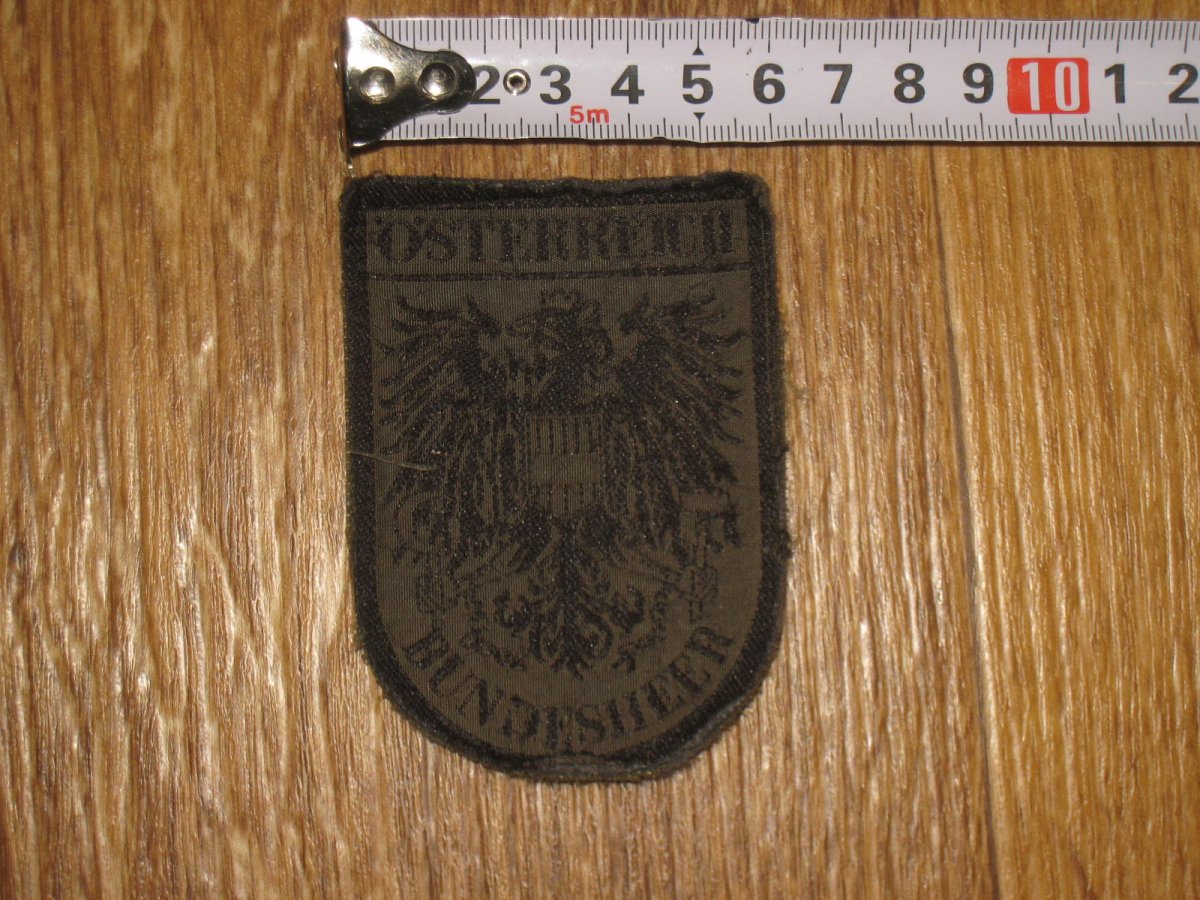 2 3 4 5 6 7 8 9 10 1 2
5m
ÖSTERREICH
BUNDESHEER